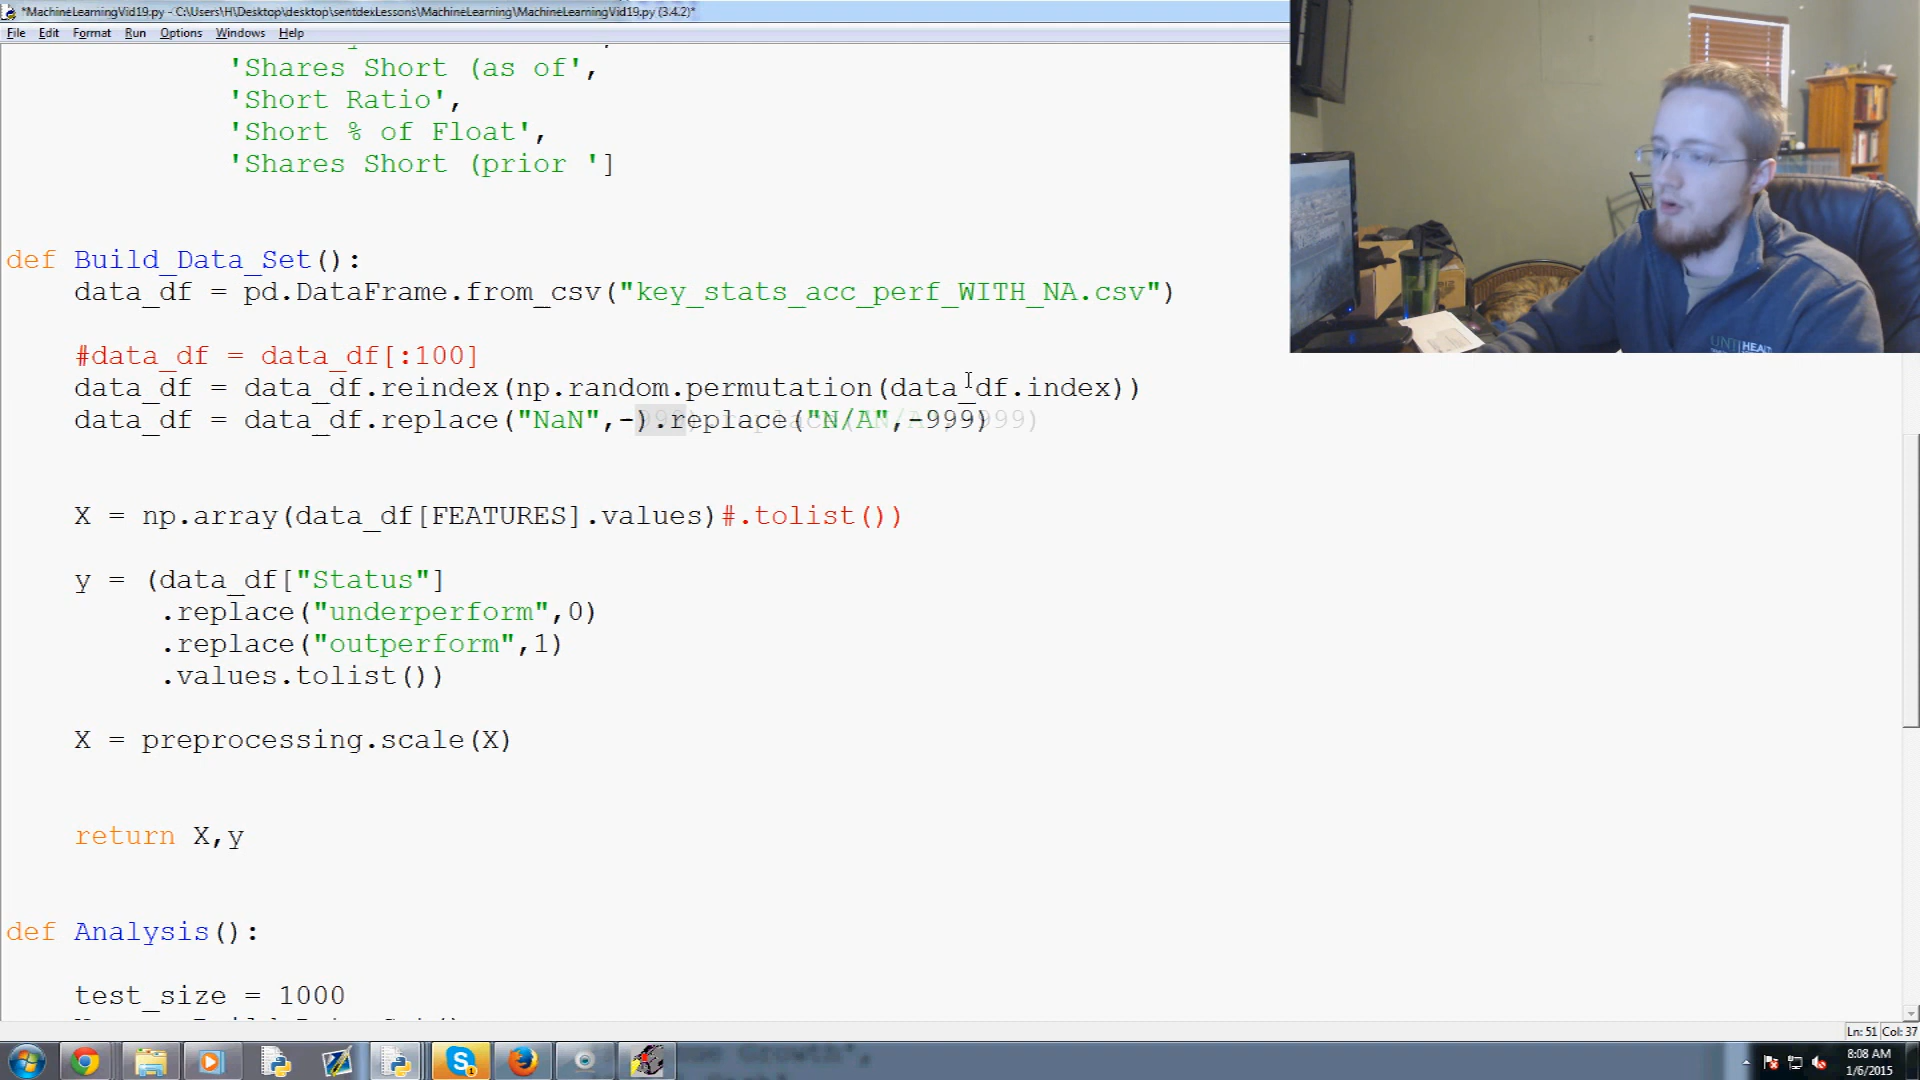 *MachineLearningVid19.py - C:\Users\H\Desktop\desktop\sentdexLessons\MachineLearning\MachineLearningVid19.py (3.4.2)*
File Edit Format Run Options Windows Help
'Shares Short (as of',
'Short Ratio',
'Short % of Float',
'Shares Short (prior ']
def Build_Data_Set():
data_df = pd.DataFrame.from_csv("key_stats_acc_perf_WITH_NA.csv")
#data_df = data_df[:100]
data_df = data_df.reindex(np.random.permutation(data_df.index))
data_df = data_df.replace("NaN",-).replace("N/A",-999)
X = np.array(data_df[FEATURES].values)#.tolist())
y = (data_df["Status"]
.replace("underperform",0)
.replace("outperform",1)
.values.tolist())
X = preprocessing.scale(X)
return X,y
def Analysis():
test_size = 1000
Ln: 51 Col: 37
8:08 AM
1/6/2015